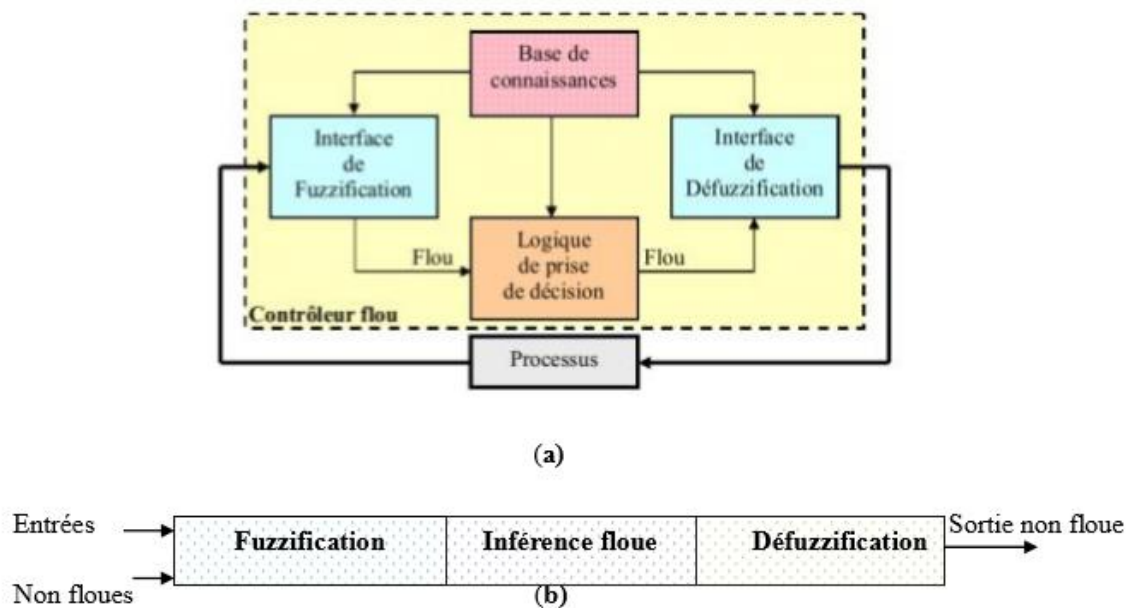 Base de
connaissances
Interface
de
Fuzzification
Interface
de
Défuzzification
Flou
Logique
de prise
de décision
Flou
Contrôleur flou
Processus
(a)
Entrées
Non floues
Fuzzification
Inférence floue
Défuzzification
Sortie non floue
(b)